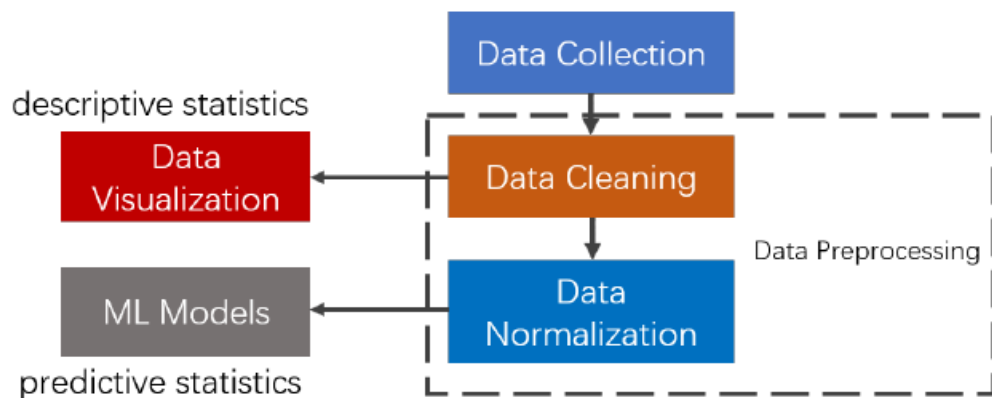 Data Collection
descriptive statistics
Data
Visualization
Data Cleaning
Data Preprocessing
ML Models
Data
Normalization
predictive statistics